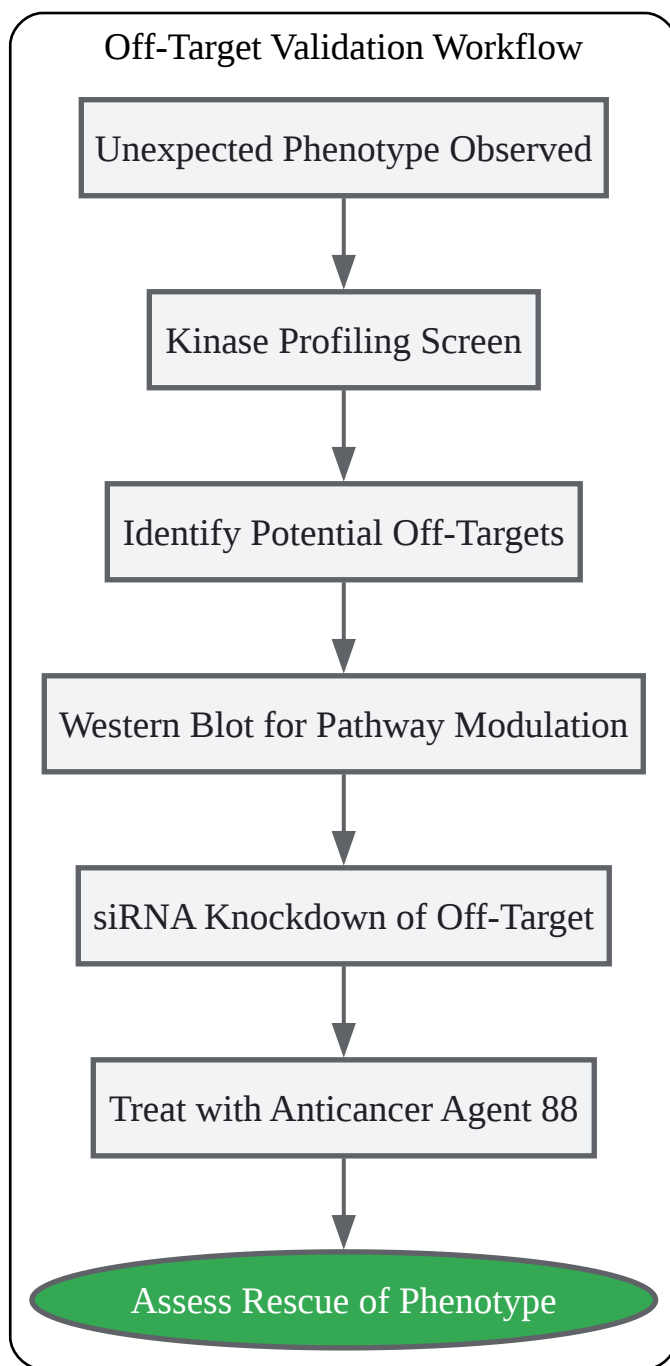 Off-Target Validation Workflow
Unexpected Phenotype Observed
Kinase Profiling Screen
Identify Potential Off-Targets
Western Blot for Pathway Modulation
siRNA Knockdown of Off-Target
Treat with Anticancer Agent 88
Assess Rescue of Phenotype